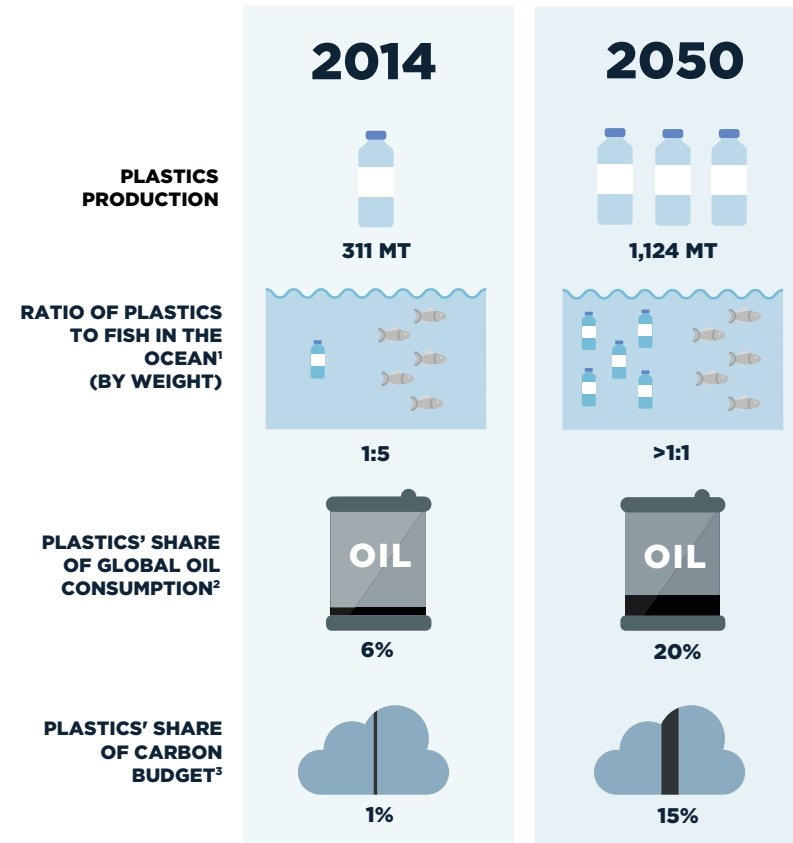 2014
2050
PLASTICS
PRODUCTION
311 MT
1,124 MT
RATIO OF PLASTICS
TO FISH IN THE
OCEAN¹
(BY WEIGHT)
1:5
>1:1
PLASTICS’ SHARE
OF GLOBAL OIL
CONSUMPTION²
OIL
OIL
6%
20%
PLASTICS' SHARE
OF CARBON
BUDGET³
1%
15%